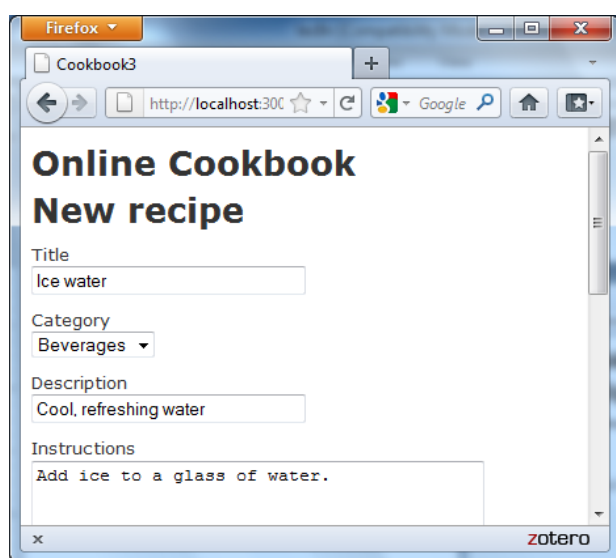 Firefox
Cookbook3
http://localhost:300
Google
Online Cookbook
New recipe
Title
Ice water
Category
Beverages
Description
Cool, refreshing water
Instructions
Add ice to a glass of water.
x zotero